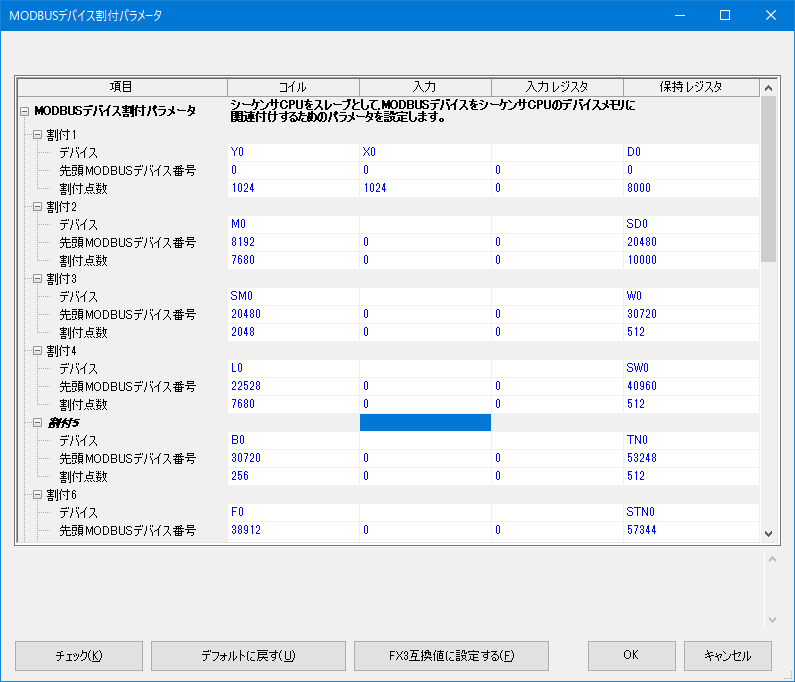 MODBUSデバイス割付パラメータ
項目 コイル 入力 入力レジスタ 保持レジスタ
MODBUSデバイス割付パラメータ シーケンサCPUをスレーブとして、MODBUSデバイスをシーケンサCPUのデバイスメモリに
関連付けするためのパラメータを設定します。
割付1
デバイス Y0 X0 D0
先頭MODBUSデバイス番号 0 0 0 0
割付点数 1024 1024 0 8000
割付2
デバイス M0 SD0
先頭MODBUSデバイス番号 8192 0 0 20480
割付点数 7680 0 0 10000
割付3
デバイス SM0 W0
先頭MODBUSデバイス番号 20480 0 0 30720
割付点数 2048 0 0 512
割付4
デバイス L0 SW0
先頭MODBUSデバイス番号 22528 0 0 40960
割付点数 7680 0 0 512
割付5
デバイス B0 TN0
先頭MODBUSデバイス番号 30720 0 0 53248
割付点数 256 0 0 512
割付6
デバイス F0 STN0
先頭MODBUSデバイス番号 38912 0 0 57344
チェック(K) デフォルトに戻す(U) FX3互換値に設定する(F) OK キャンセル